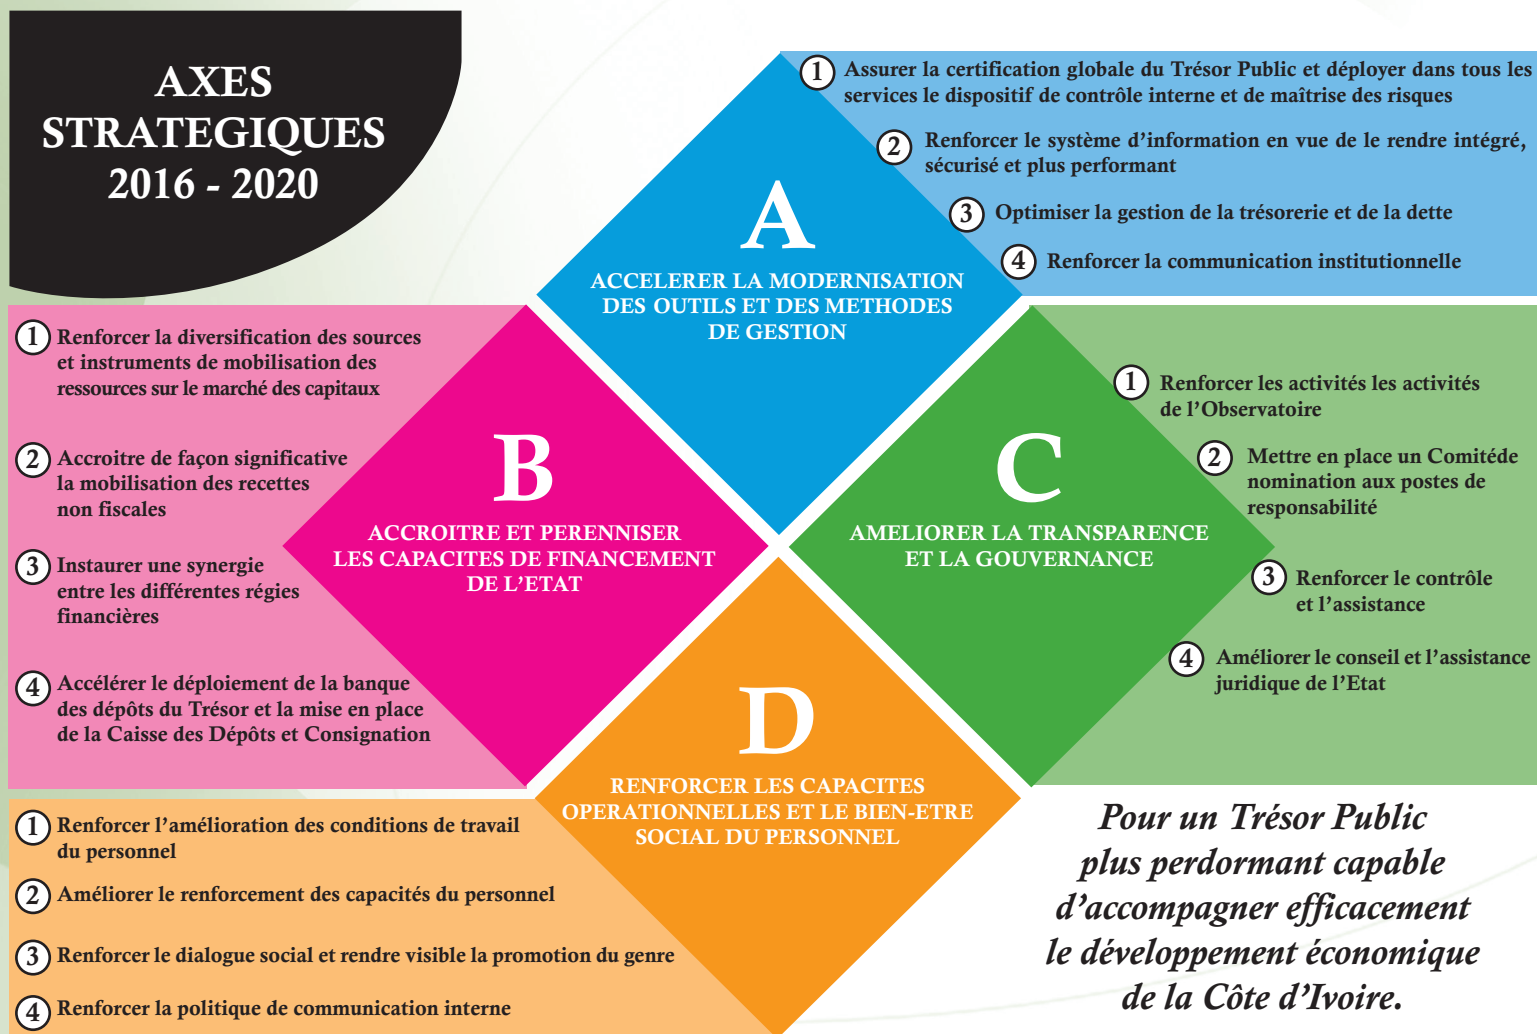 AXES
STRATEGIQUES
2016 - 2020
A
ACCELERER LA MODERNISATION
DES OUTILS ET DES METHODES
DE GESTION
1 Assurer la certification globale du Trésor Public et déployer dans tous les
services le dispositif de contrôle interne et de maîtrise des risques
2 Renforcer le système d'information en vue de le rendre intégré,
sécurisé et plus performant
3 Optimiser la gestion de la trésorerie et de la dette
4 Renforcer la communication institutionnelle
B
ACCROITRE ET PERENNISER
LES CAPACITES DE FINANCEMENT
DE L'ETAT
1 Renforcer la diversification des sources
et instruments de mobilisation des
ressources sur le marché des capitaux
2 Accroitre de façon significative
la mobilisation des recettes
non fiscales
3 Instaurer une synergie
entre les différentes régies
financières
4 Accélérer le déploiement de la banque
des dépôts du Trésor et la mise en place
de la Caisse des Dépôts et Consignation
C
AMELIORER LA TRANSPARENCE
ET LA GOUVERNANCE
1 Renforcer les activités les activités
de l'Observatoire
2 Mettre en place un Comitéde
nomination aux postes de
responsabilité
3 Renforcer le contrôle
et l'assistance
4 Améliorer le conseil et l'assistance
juridique de l'Etat
D
RENFORCER LES CAPACITES
OPERATIONNELLES ET LE BIEN-ETRE
SOCIAL DU PERSONNEL
1 Renforcer l'amélioration des conditions de travail
du personnel
2 Améliorer le renforcement des capacités du personnel
3 Renforcer le dialogue social et rendre visible la promotion du genre
4 Renforcer la politique de communication interne
Pour un Trésor Public
plus perdormant capable
d'accompagner efficacement
le développement économique
de la Côte d'Ivoire.